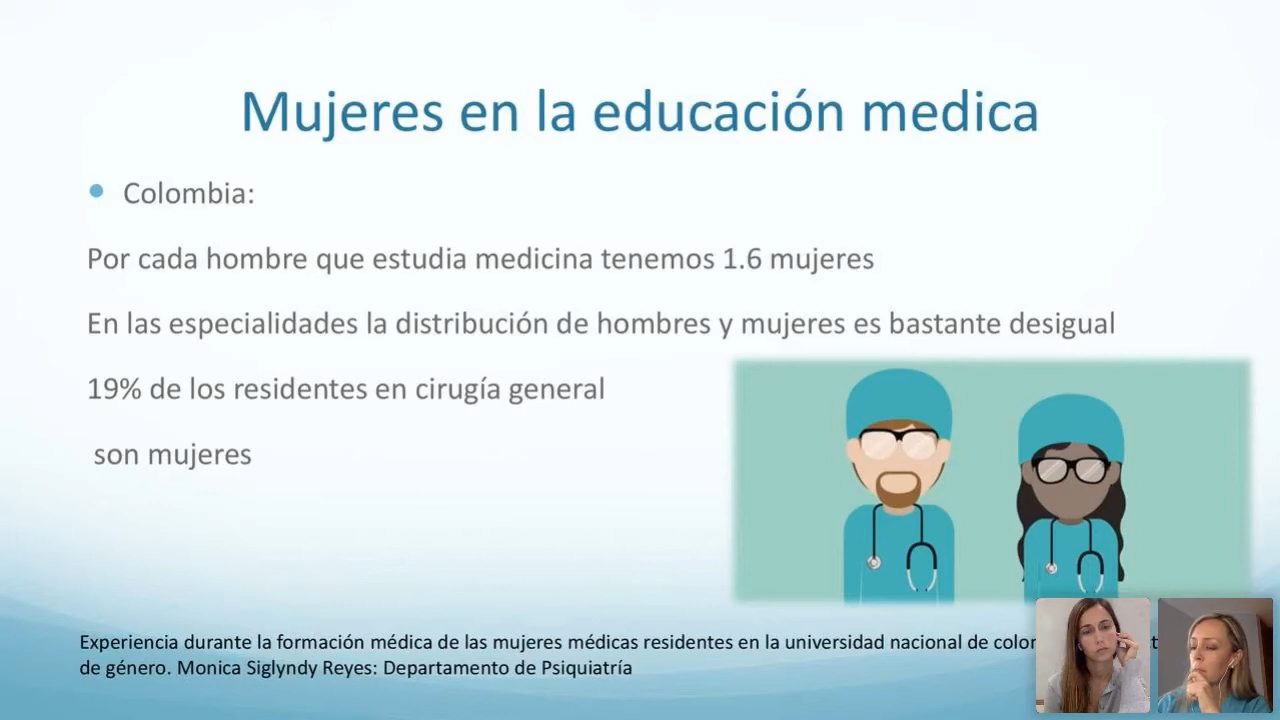 Mujeres en la educación medica
Colombia:
Por cada hombre que estudia medicina tenemos 1.6 mujeres
En las especialidades la distribución de hombres y mujeres es bastante desigual
19% de los residentes en cirugía general
son mujeres
Experiencia durante la formación médica de las mujeres médicas residentes en la universidad nacional de
de género. Monica Siglyndy Reyes: Departamento de Psiquiatría